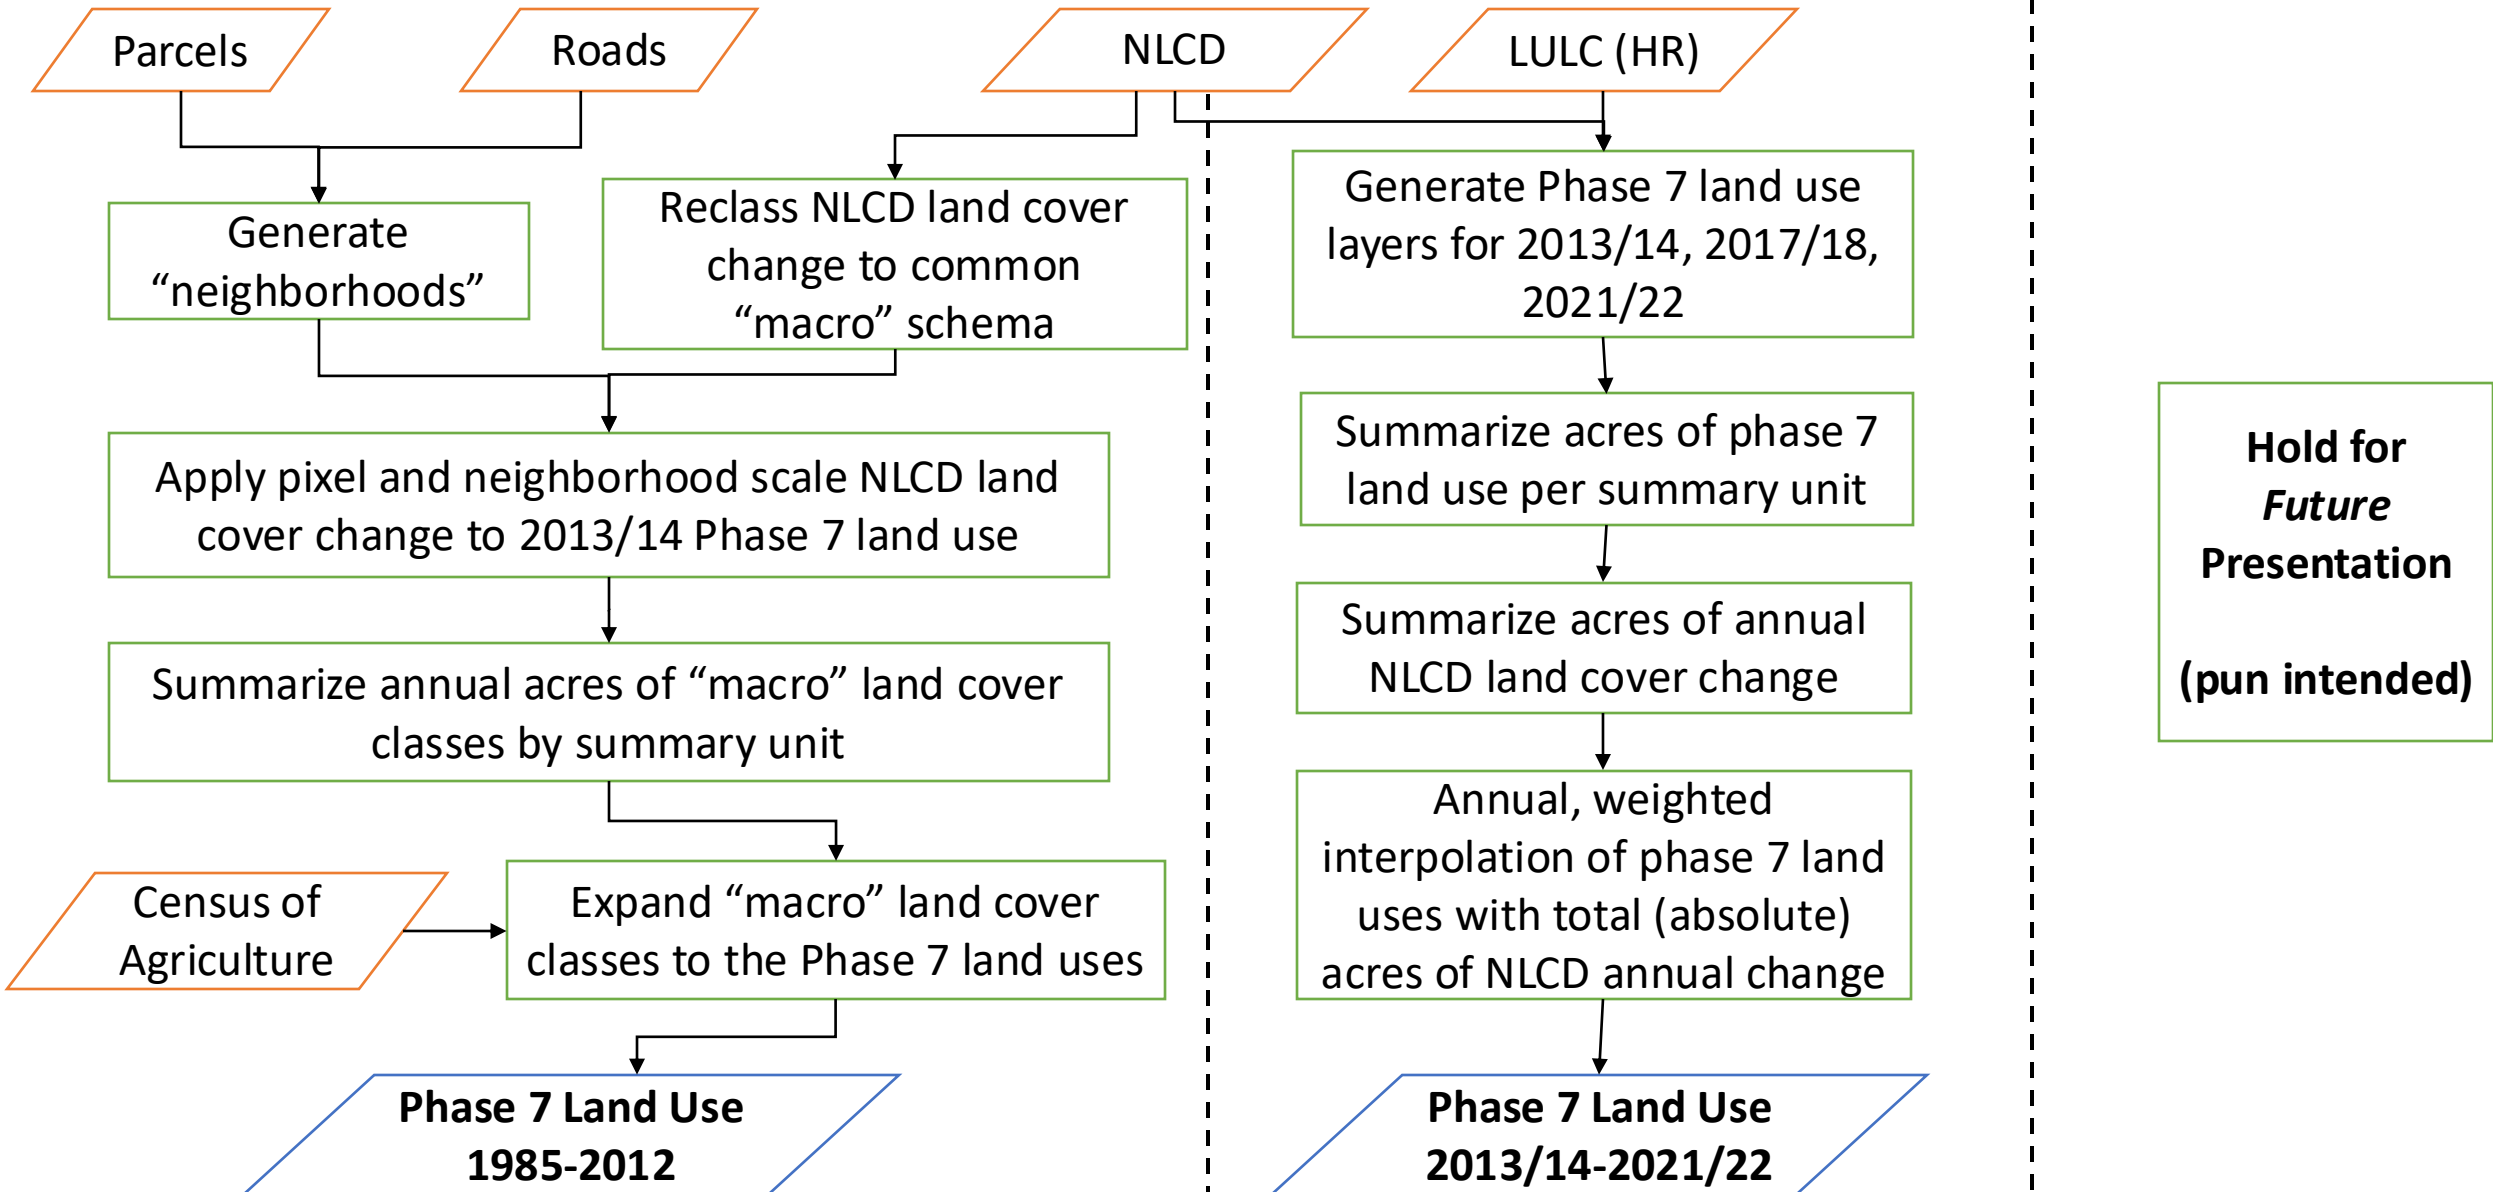 Parcels
Roads
NLCD
LULC (HR)
Generate
“neighborhoods”
Reclass NLCD land cover
change to common
“macro” schema
Apply pixel and neighborhood scale NLCD land
cover change to 2013/14 Phase 7 land use
Summarize annual acres of “macro” land cover
classes by summary unit
Census of
Agriculture
Expand “macro” land cover
classes to the Phase 7 land uses
Phase 7 Land Use
1985-2012
Generate Phase 7 land use
layers for 2013/14, 2017/18,
2021/22
Summarize acres of phase 7
land use per summary unit
Summarize acres of annual
NLCD land cover change
Annual, weighted
interpolation of phase 7 land
uses with total (absolute)
acres of NLCD annual change
Phase 7 Land Use
2013/14-2021/22
Hold for
Future
Presentation
(pun intended)